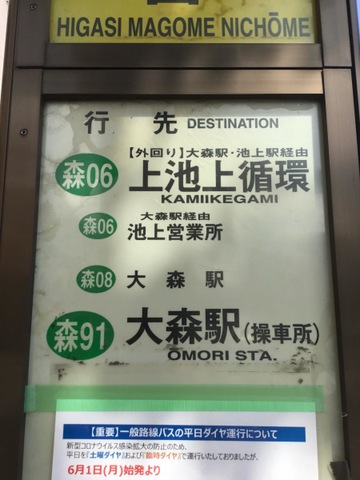 HIGASI MAGOME NICHŌME
行先 DESTINATION
【外回り】大森駅・池上駅経由
森06 上池上循環
KAMIIKEGAMI
大森駅経由
森06 池上営業所
森08 大森駅
森91 大森駅(操車所)
OMORI STA.
【重要】一般路線バスの平日ダイヤ運行について
新型コロナウイルス感染拡大の防止のため、
平日を『土曜ダイヤ』および『臨時ダイヤ』で運行いたしておりましたが、
6月1日(月)始発より